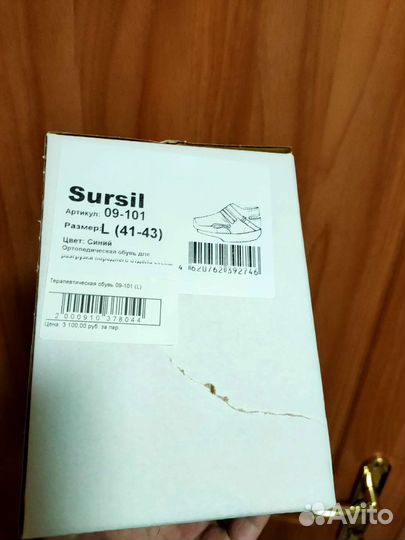 Sursil
Артикул: 09-101
Размер: L (41-43)
Цвет: Синий
Ортопедическая обувь для
разгрузки переднего отдела стопы
4 620762 392746
Терапевтическая обувь 09-101 (L)
2 000910 378044
Цена: 3 100,00 руб. за пар.
Avito